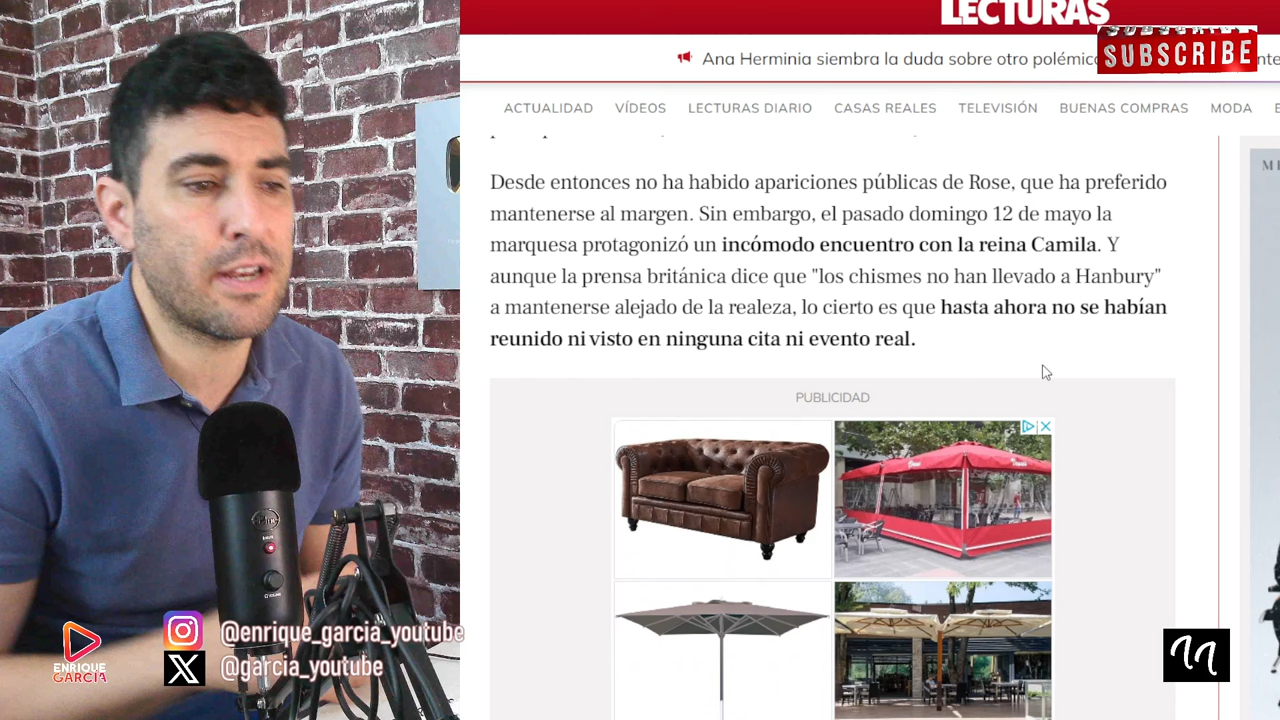 LECTURAS
SUBSCRIBE
Ana Herminia siembra la duda sobre otro polémico
ACTUALIDAD VÍDEOS LECTURAS DIARIO CASAS REALES TELEVISIÓN BUENAS COMPRAS MODA
Desde entonces no ha habido apariciones públicas de Rose, que ha preferido
mantenerse al margen. Sin embargo, el pasado domingo 12 de mayo la
marquesa protagonizó un incómodo encuentro con la reina Camila. Y
aunque la prensa británica dice que "los chismes no han llevado a Hanbury"
a mantenerse alejado de la realeza, lo cierto es que hasta ahora no se habían
reunido ni visto en ninguna cita ni evento real.
PUBLICIDAD
@enrique_garcia_youtube
@garcia_youtube
ENRIQUE
GARCIA